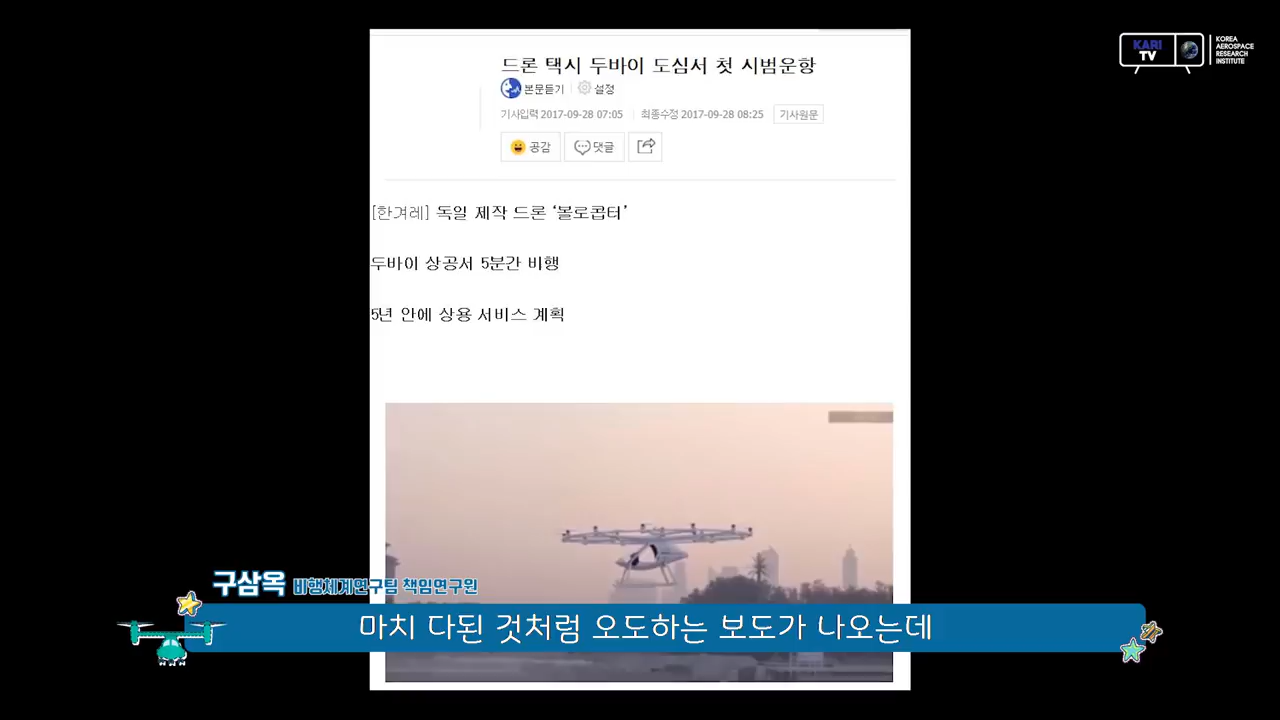 드론 택시 두바이 도심서 첫 시범운항
본문듣기 설정
기사입력 2017-09-28 07:05 최종수정 2017-09-28 08:25 기사원문
공감 댓글
[한겨레] 독일 제작 드론 ‘볼로콥터’
두바이 상공서 5분간 비행
5년 안에 상용 서비스 계획
KARI TV
KOREA
AEROSPACE
RESEARCH
INSTITUTE
구삼옥 비행체계연구팀 책임연구원
마치 다된 것처럼 오도하는 보도가 나오는데